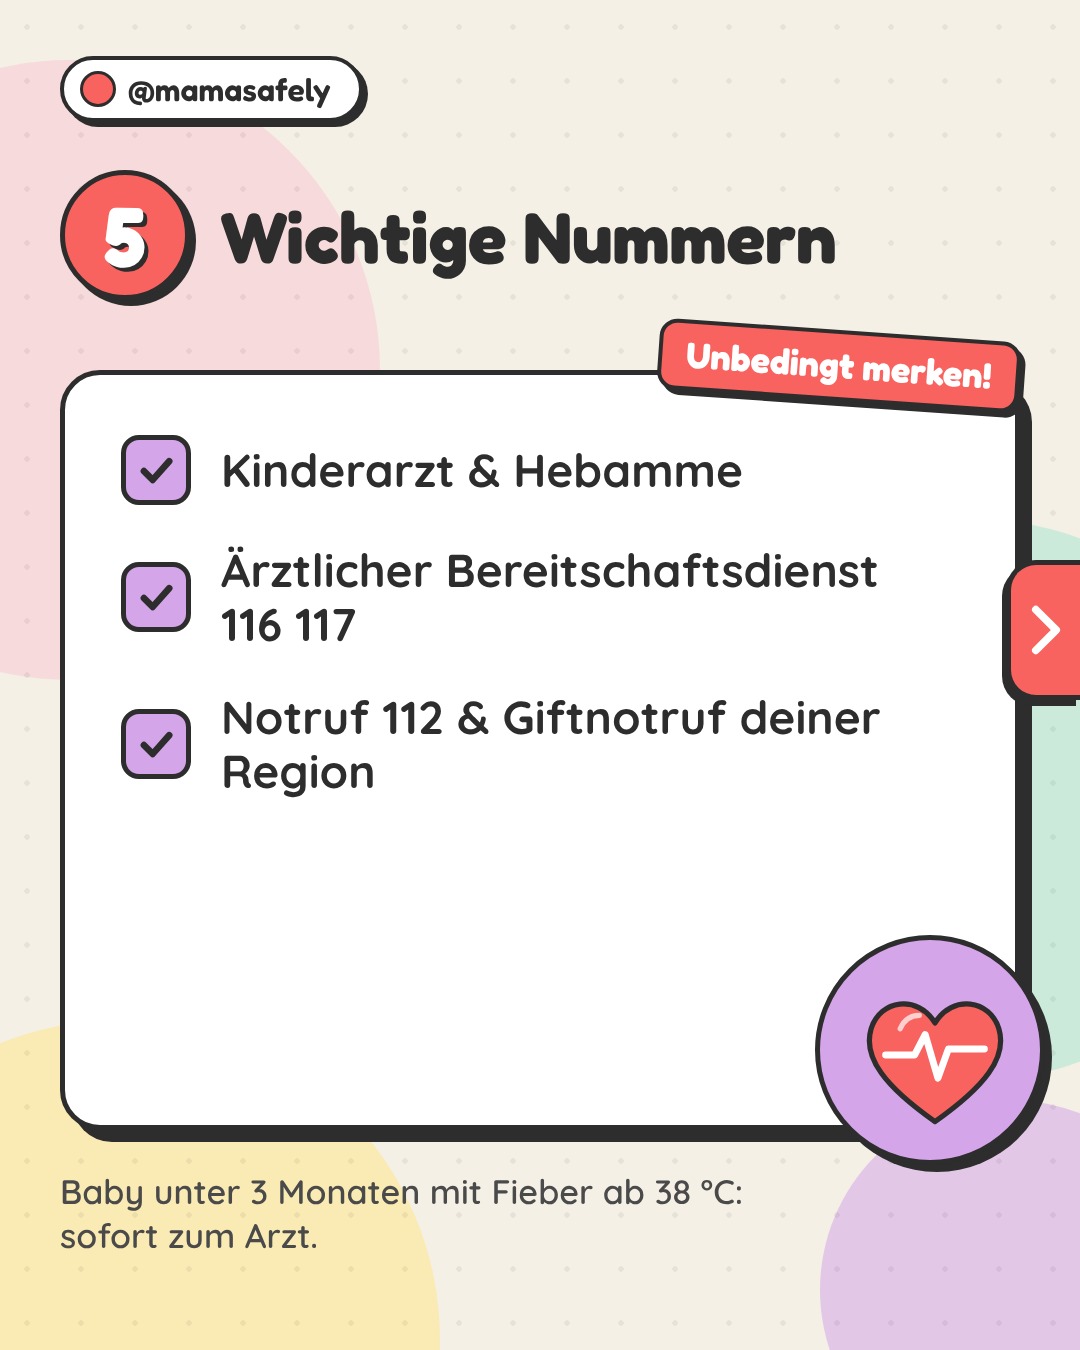 @mamasafely
5 Wichtige Nummern
Unbedingt merken!
Kinderarzt & Hebamme
Ärztlicher Bereitschaftsdienst
116 117
Notruf 112 & Giftnotruf deiner
Region
Baby unter 3 Monaten mit Fieber ab 38 °C:
sofort zum Arzt.